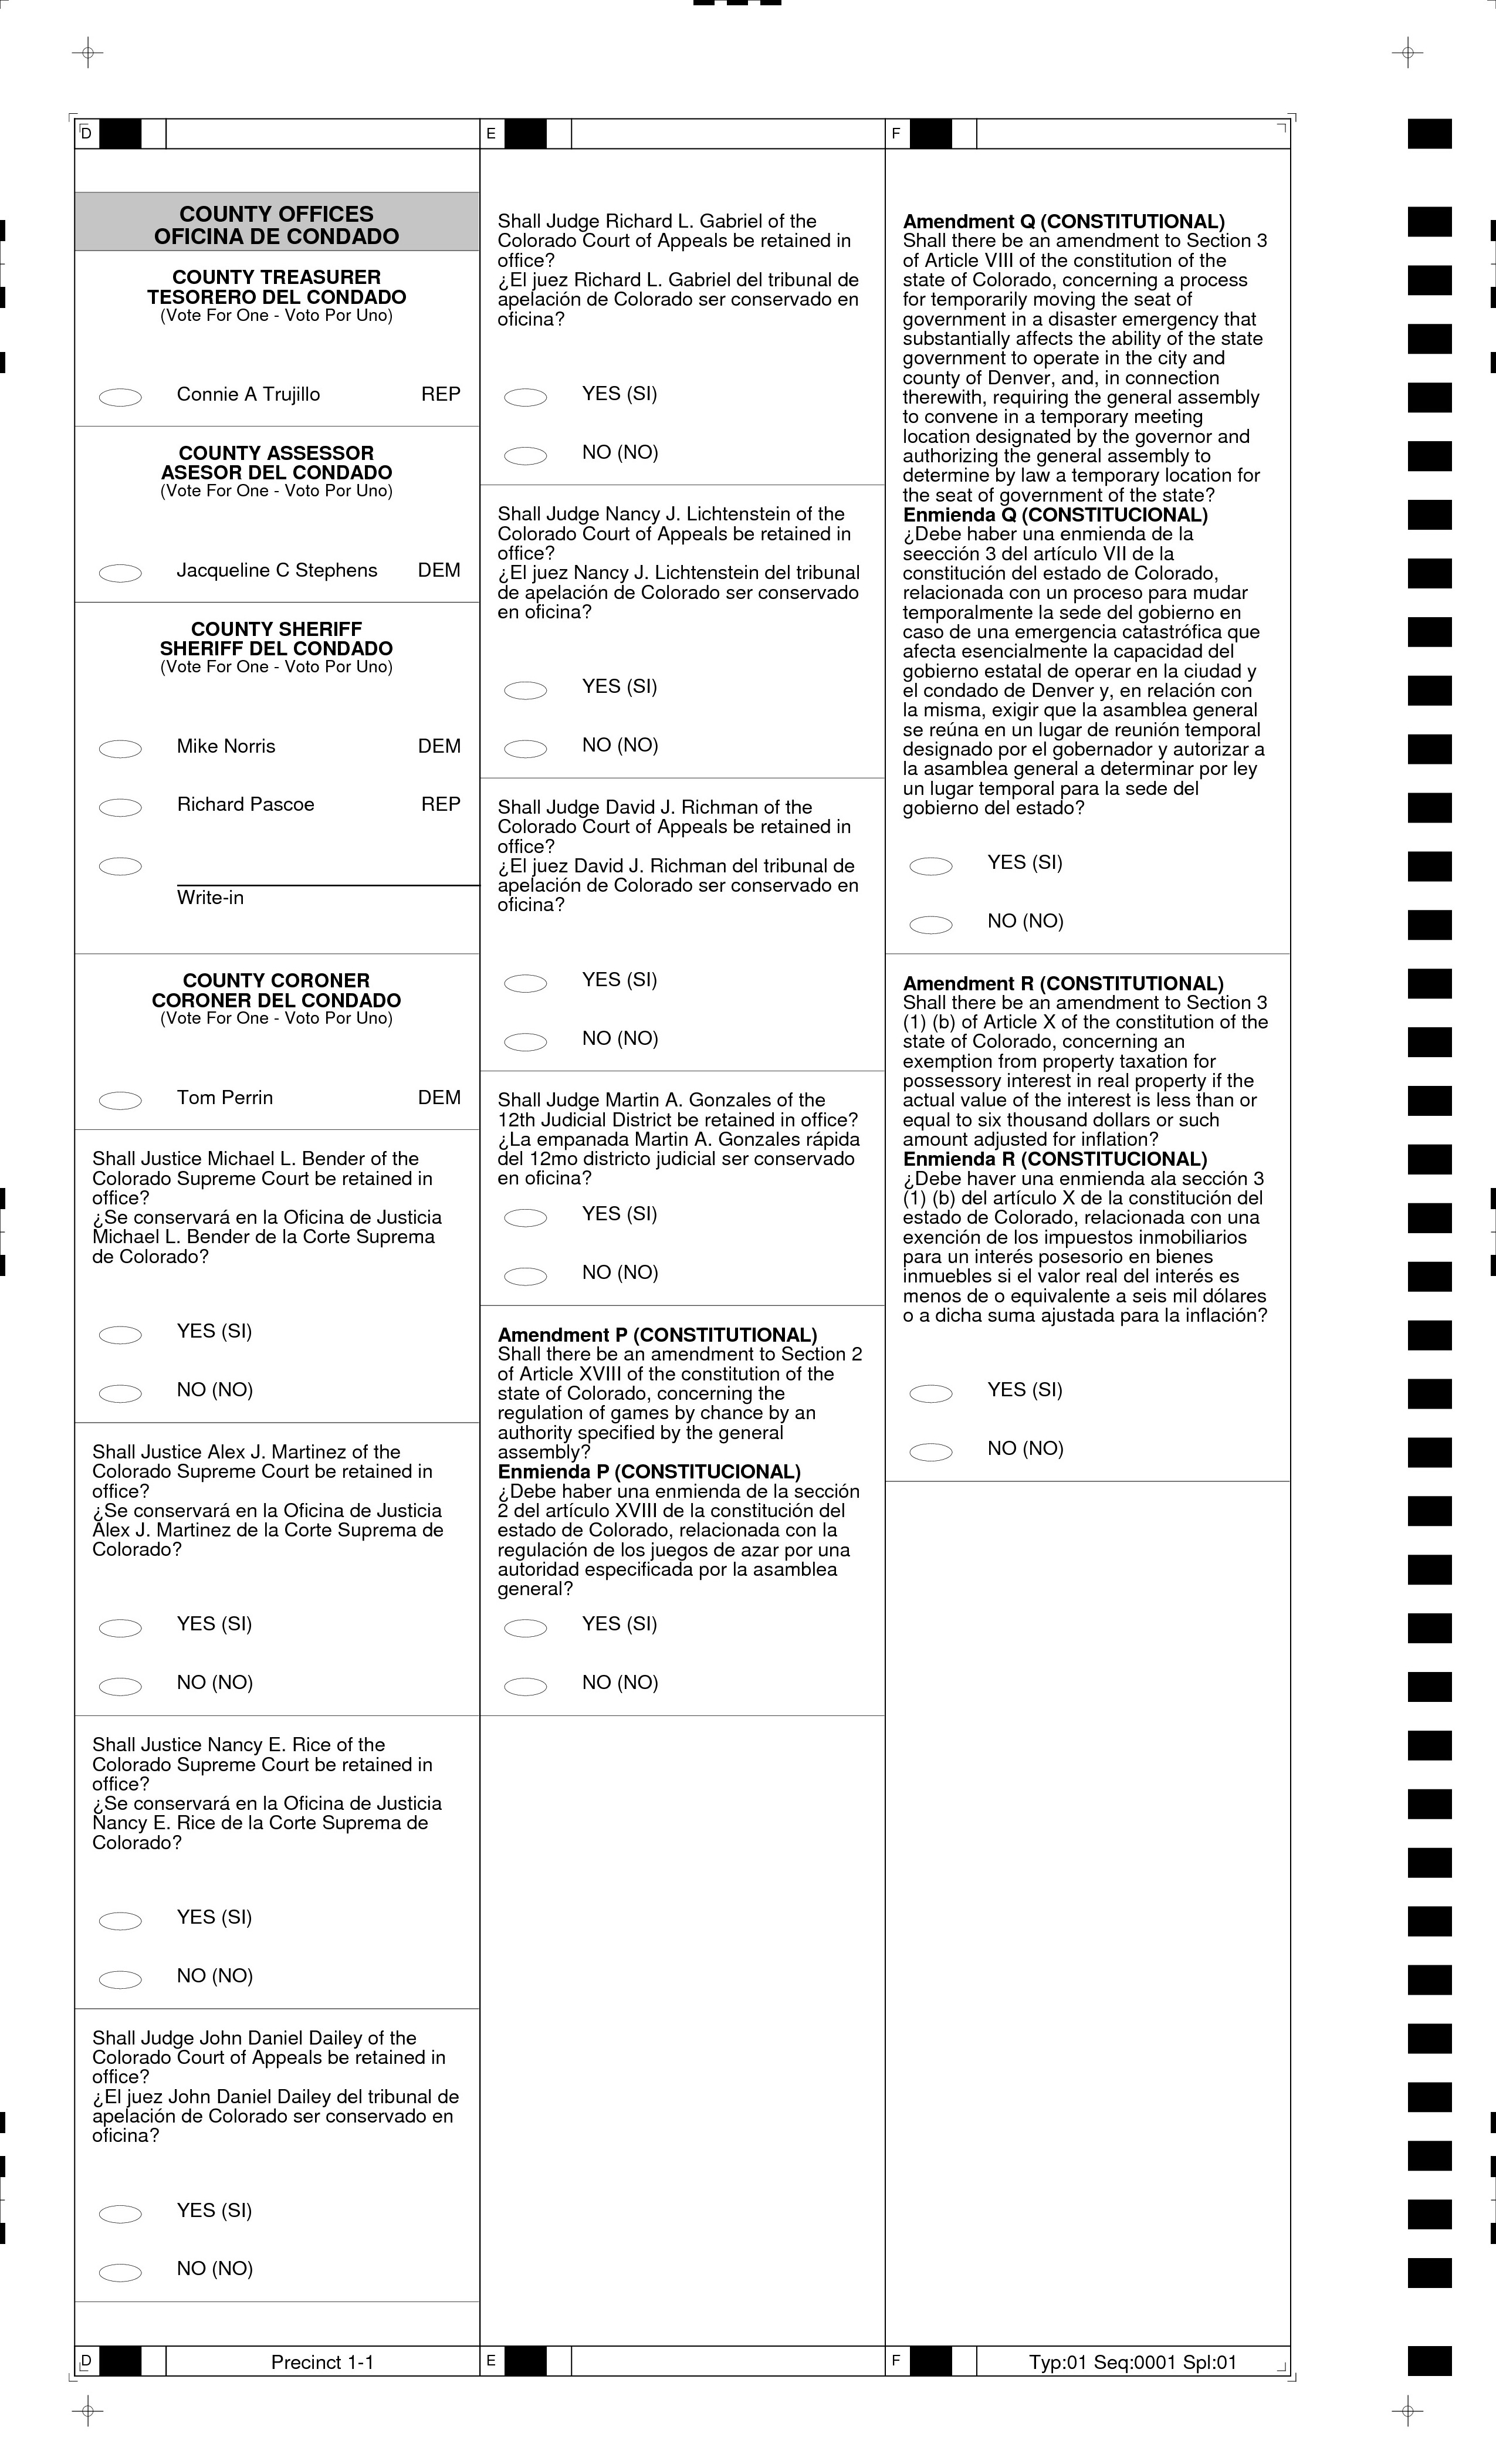 D
COUNTY OFFICES
OFICINA DE CONDADO
COUNTY TREASURER
TESORERO DEL CONDADO
(Vote For One - Voto Por Uno)
Connie A Trujillo REP
COUNTY ASSESSOR
ASESOR DEL CONDADO
(Vote For One - Voto Por Uno)
Jacqueline C Stephens DEM
COUNTY SHERIFF
SHERIFF DEL CONDADO
(Vote For One - Voto Por Uno)
Mike Norris DEM
Richard Pascoe REP
Write-in
COUNTY CORONER
CORONER DEL CONDADO
(Vote For One - Voto Por Uno)
Tom Perrin DEM
Shall Justice Michael L. Bender of the
Colorado Supreme Court be retained in
office?
¿Se conservará en la Oficina de Justicia
Michael L. Bender de la Corte Suprema
de Colorado?
YES (SI)
NO (NO)
Shall Justice Alex J. Martinez of the
Colorado Supreme Court be retained in
office?
¿Se conservará en la Oficina de Justicia
Alex J. Martinez de la Corte Suprema de
Colorado?
YES (SI)
NO (NO)
Shall Justice Nancy E. Rice of the
Colorado Supreme Court be retained in
office?
¿Se conservará en la Oficina de Justicia
Nancy E. Rice de la Corte Suprema de
Colorado?
YES (SI)
NO (NO)
Shall Judge John Daniel Dailey of the
Colorado Court of Appeals be retained in
office?
¿El juez John Daniel Dailey del tribunal de
apelación de Colorado ser conservado en
oficina?
YES (SI)
NO (NO)
D Precinct 1-1
E
Shall Judge Richard L. Gabriel of the
Colorado Court of Appeals be retained in
office?
¿El juez Richard L. Gabriel del tribunal de
apelación de Colorado ser conservado en
oficina?
YES (SI)
NO (NO)
Shall Judge Nancy J. Lichtenstein of the
Colorado Court of Appeals be retained in
office?
¿El juez Nancy J. Lichtenstein del tribunal
de apelación de Colorado ser conservado
en oficina?
YES (SI)
NO (NO)
Shall Judge David J. Richman of the
Colorado Court of Appeals be retained in
office?
¿El juez David J. Richman del tribunal de
apelación de Colorado ser conservado en
oficina?
YES (SI)
NO (NO)
Shall Judge Martin A. Gonzales of the
12th Judicial District be retained in office?
¿La empanada Martin A. Gonzales rápida
del 12mo districto judicial ser conservado
en oficina?
YES (SI)
NO (NO)
Amendment P (CONSTITUTIONAL)
Shall there be an amendment to Section 2
of Article XVIII of the constitution of the
state of Colorado, concerning the
regulation of games by chance by an
authority specified by the general
assembly?
Enmienda P (CONSTITUCIONAL)
¿Debe haber una enmienda de la sección
2 del artículo XVIII de la constitución del
estado de Colorado, relacionada con la
regulación de los juegos de azar por una
autoridad especificada por la asamblea
general?
YES (SI)
NO (NO)
E
F
Amendment Q (CONSTITUTIONAL)
Shall there be an amendment to Section 3
of Article VIII of the constitution of the
state of Colorado, concerning a process
for temporarily moving the seat of
government in a disaster emergency that
substantially affects the ability of the state
government to operate in the city and
county of Denver, and, in connection
therewith, requiring the general assembly
to convene in a temporary meeting
location designated by the governor and
authorizing the general assembly to
determine by law a temporary location for
the seat of government of the state?
Enmienda Q (CONSTITUCIONAL)
¿Debe haber una enmienda de la
seección 3 del artículo VII de la
constitución del estado de Colorado,
relacionada con un proceso para mudar
temporalmente la sede del gobierno en
caso de una emergencia catastrófica que
afecta esencialmente la capacidad del
gobierno estatal de operar en la ciudad y
el condado de Denver y, en relación con
la misma, exigir que la asamblea general
se reúna en un lugar de reunión temporal
designado por el gobernador y autorizar a
la asamblea general a determinar por ley
un lugar temporal para la sede del
gobierno del estado?
YES (SI)
NO (NO)
Amendment R (CONSTITUTIONAL)
Shall there be an amendment to Section 3
(1) (b) of Article X of the constitution of the
state of Colorado, concerning an
exemption from property taxation for
possessory interest in real property if the
actual value of the interest is less than or
equal to six thousand dollars or such
amount adjusted for inflation?
Enmienda R (CONSTITUCIONAL)
¿Debe haver una enmienda ala sección 3
(1) (b) del artículo X de la constitución del
estado de Colorado, relacionada con una
exención de los impuestos inmobiliarios
para un interés posesorio en bienes
inmuebles si el valor real del interés es
menos de o equivalente a seis mil dólares
o a dicha suma ajustada para la inflación?
YES (SI)
NO (NO)
F Typ:01 Seq:0001 Spl:01